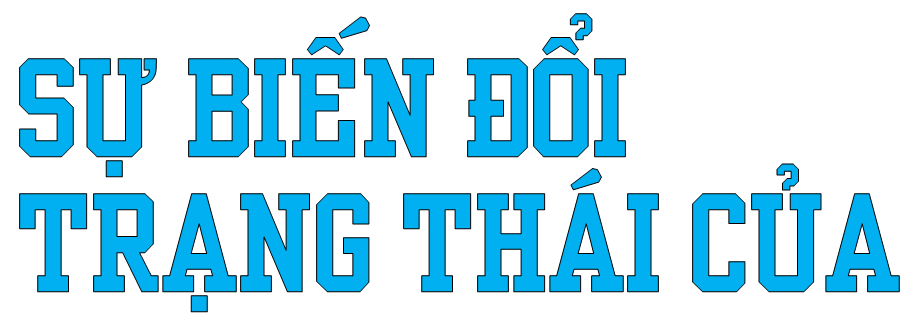 SỰ BIẾN ĐỔI
TRẠNG THÁI CỦA